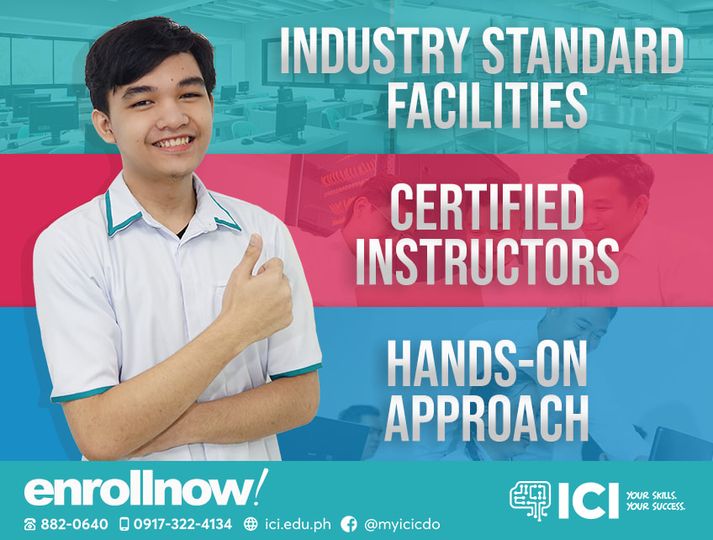 INDUSTRY STANDARD
FACILITIES
CERTIFIED
INSTRUCTORS
HANDS-ON
APPROACH
enrollnow!
882-0640 0917-322-4134 ici.edu.ph @myicicdo
ICI
YOUR SKILLS.
YOUR SUCCESS.